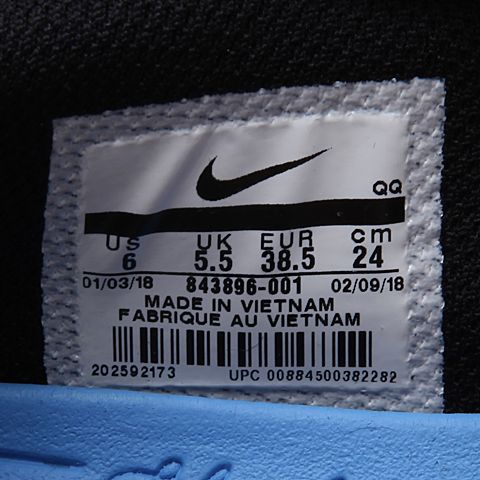 QQ
US UK EUR cm
6 5.5 38.5 24
01/03/18 843896-001 02/09/18
MADE IN VIETNAM
FABRIQUE AU VIETNAM
202592173 UPC 00884500382282